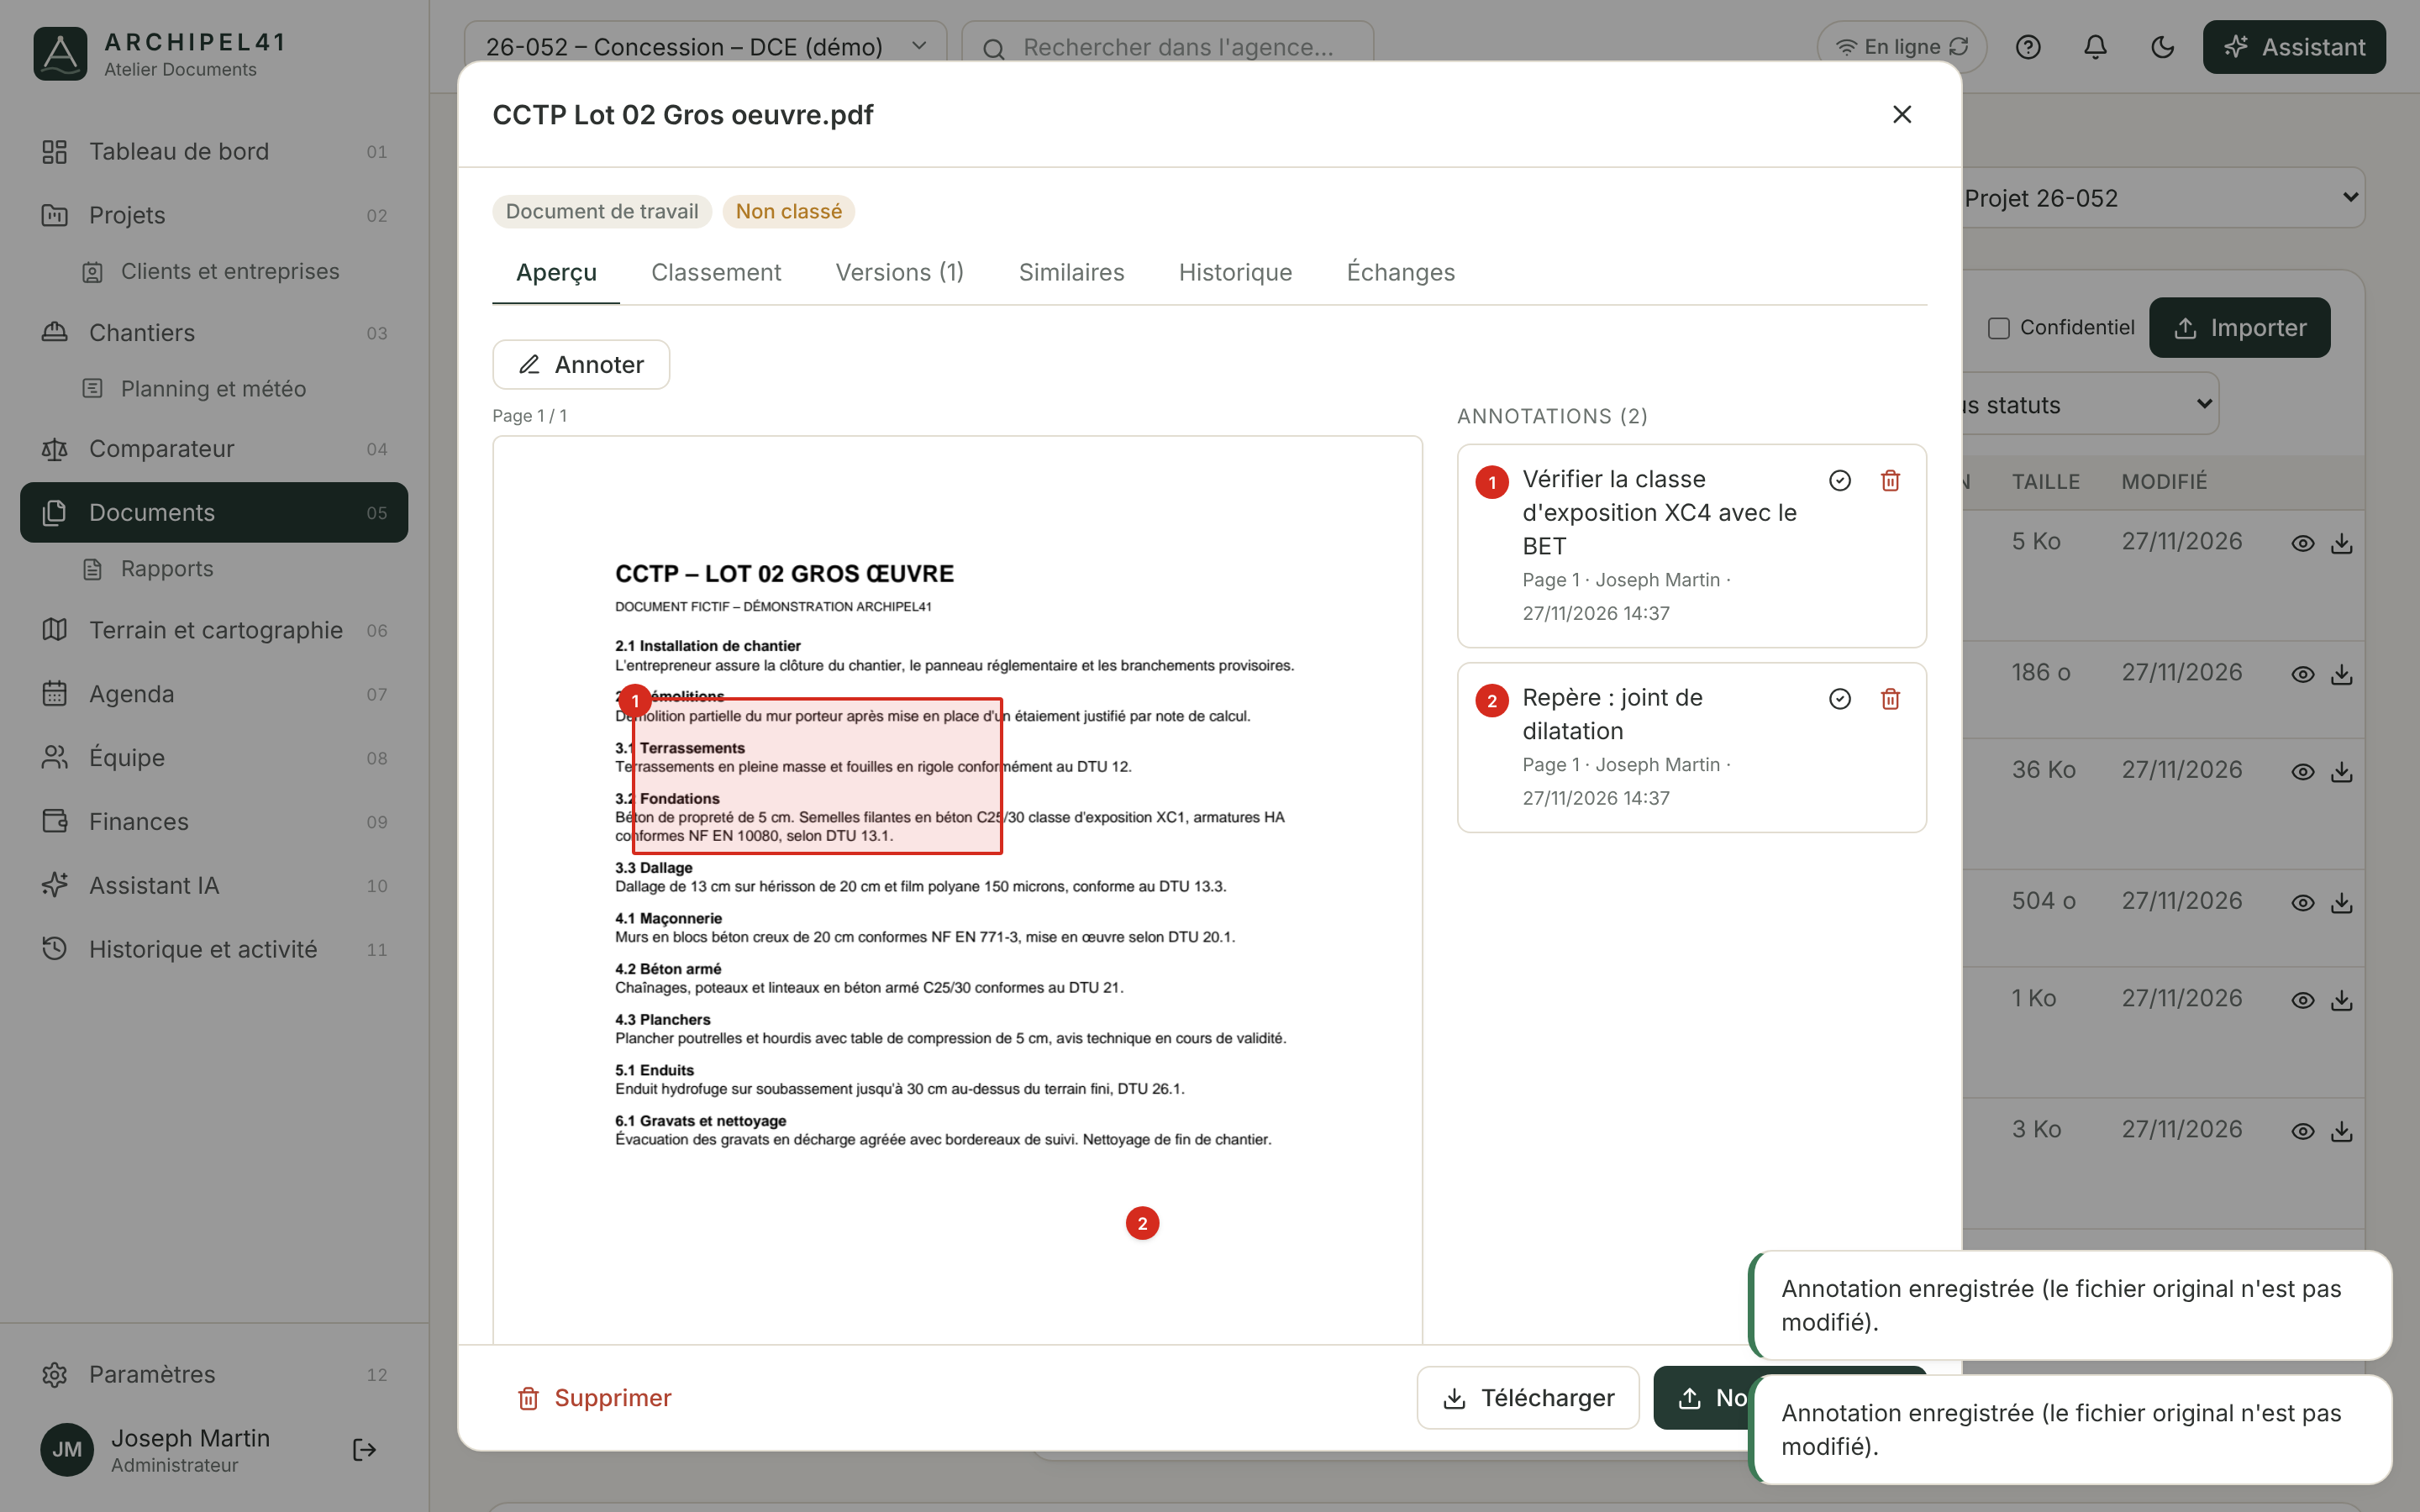 ARCHIPEL41
Atelier Documents
Tableau de bord 01
Projets 02
Clients et entreprises
Chantiers 03
Planning et météo
Comparateur 04
Documents 05
Rapports
Terrain et cartographie 06
Agenda 07
Équipe 08
Finances 09
Assistant IA 10
Historique et activité 11
Paramètres 12
JM
Joseph Martin
Administrateur
26-052 – Concession – DCE (démo)
Rechercher dans l'agence...
En ligne
Assistant
CCTP Lot 02 Gros oeuvre.pdf
Document de travail
Non classé
Aperçu
Classement
Versions (1)
Similaires
Historique
Échanges
Annoter
Page 1 / 1
CCTP – LOT 02 GROS ŒUVRE
DOCUMENT FICTIF – DÉMONSTRATION ARCHIPEL41
2.1 Installation de chantier
L'entrepreneur assure la clôture du chantier, le panneau réglementaire et les branchements provisoires.
1
Démolition partielle du mur porteur après mise en place d'un étaiement justifié par note de calcul.
3.1 Terrassements
Terrassements en pleine masse et fouilles en rigole conformément au DTU 12.
3.2 Fondations
Béton de propreté de 5 cm. Semelles filantes en béton C25/30 classe d'exposition XC1, armatures HA
conformes NF EN 10080, selon DTU 13.1.
3.3 Dallage
Dallage de 13 cm sur hérisson de 20 cm et film polyane 150 microns, conforme au DTU 13.3.
4.1 Maçonnerie
Murs en blocs béton creux de 20 cm conformes NF EN 771-3, mise en œuvre selon DTU 20.1.
4.2 Béton armé
Chaînages, poteaux et linteaux en béton armé C25/30 conformes au DTU 21.
4.3 Planchers
Plancher poutrelles et hourdis avec table de compression de 5 cm, avis technique en cours de validité.
5.1 Enduits
Enduit hydrofuge sur soubassement jusqu'à 30 cm au-dessus du terrain fini, DTU 26.1.
6.1 Gravats et nettoyage
Évacuation des gravats en décharge agréée avec bordereaux de suivi. Nettoyage de fin de chantier.
2
ANNOTATIONS (2)
1
Vérifier la classe
d'exposition XC4 avec le
BET
Page 1 · Joseph Martin ·
27/11/2026 14:37
2
Repère : joint de
dilatation
Page 1 · Joseph Martin ·
27/11/2026 14:37
Supprimer
Télécharger
No
Projet 26-052
Confidentiel
Importer
s statuts
TAILLE MODIFIÉ
5 Ko 27/11/2026
186 o 27/11/2026
36 Ko 27/11/2026
504 o 27/11/2026
1 Ko 27/11/2026
3 Ko 27/11/2026
Annotation enregistrée (le fichier original n'est pas
modifié).
Annotation enregistrée (le fichier original n'est pas
modifié).